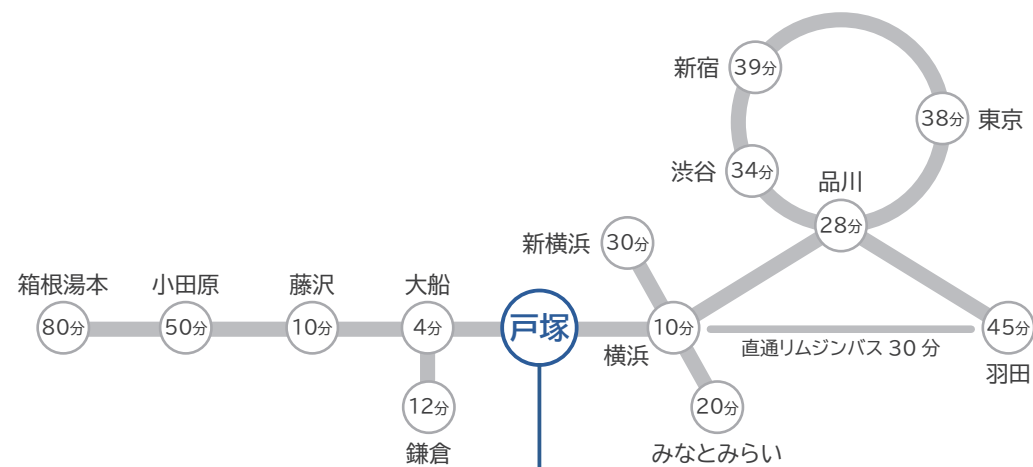 新宿
39分
38分
東京
渋谷
34分
品川
28分
新横浜
30分
箱根湯本
小田原
藤沢
大船
80分
50分
10分
4分
戸塚
10分
横浜
直通リムジンバス 30 分
45分
羽田
12分
鎌倉
20分
みなとみらい